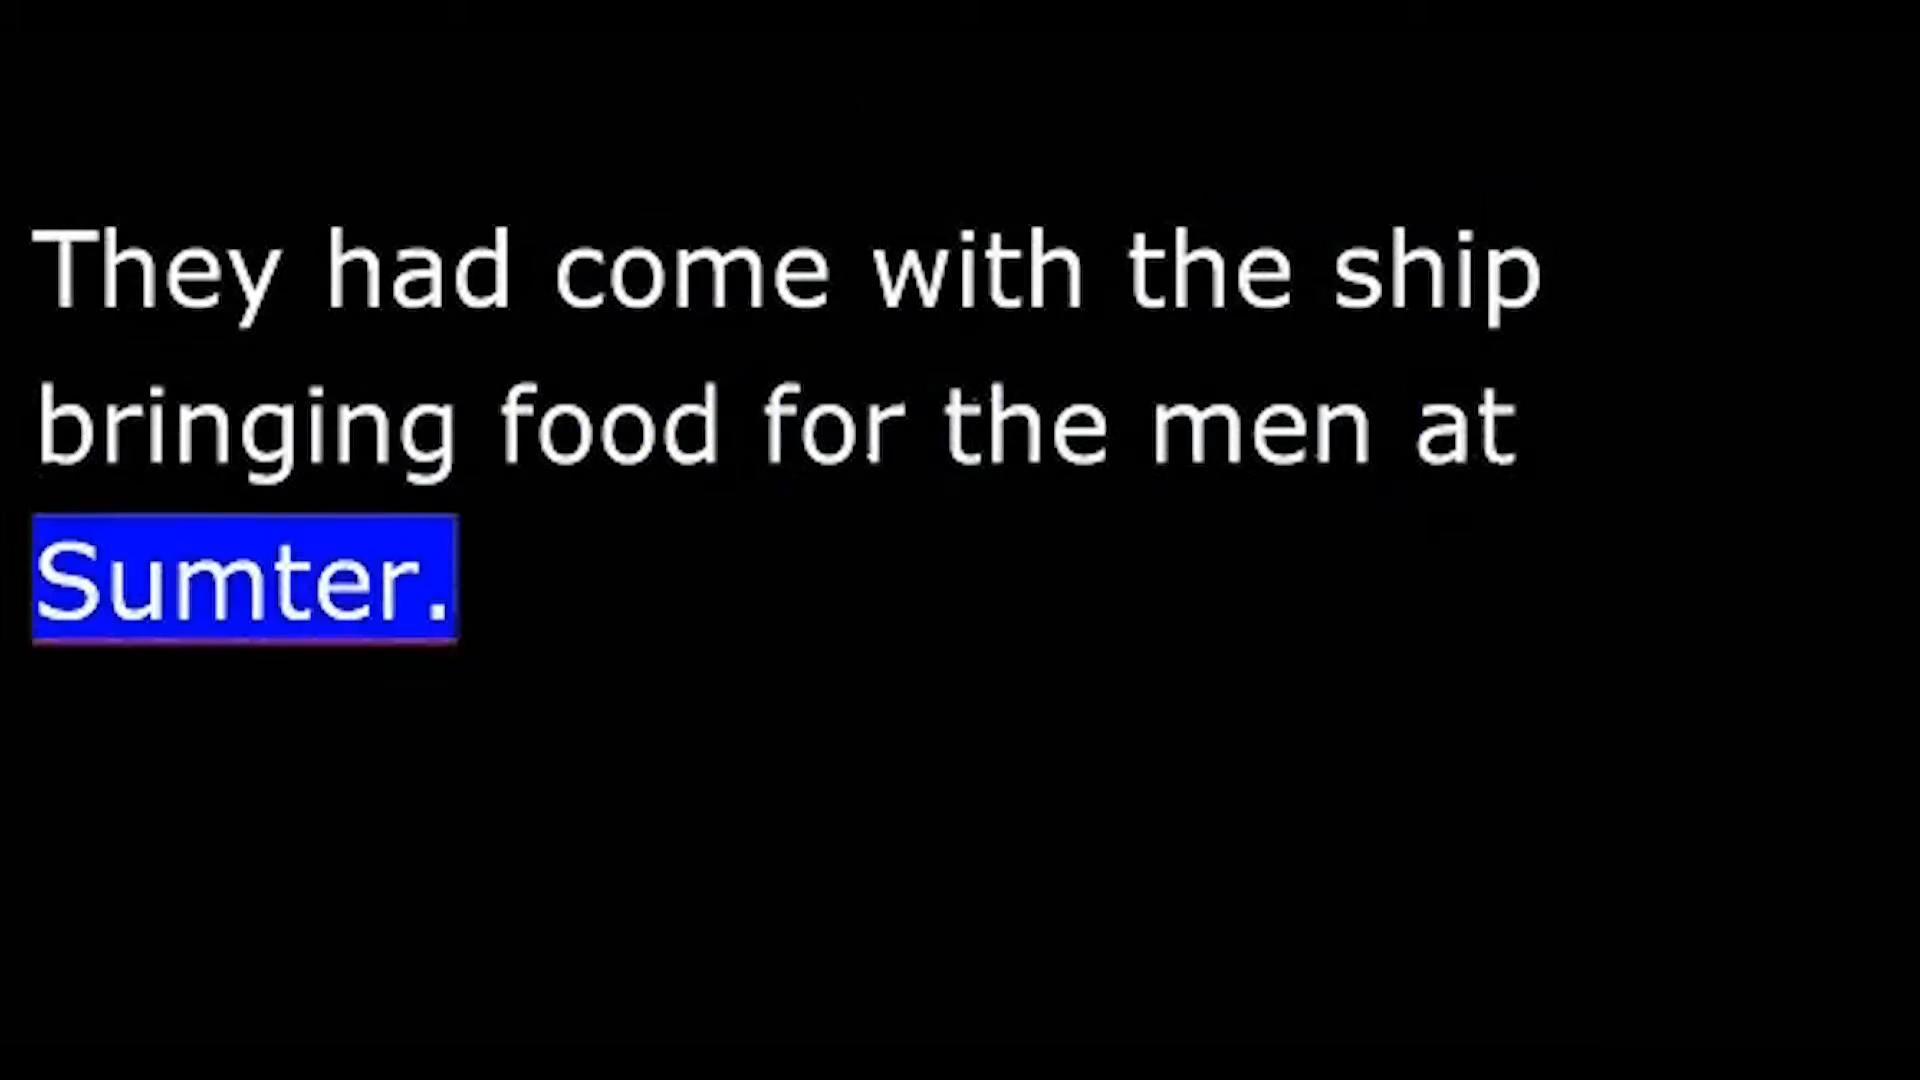 They had come with the ship
bringing food for the men at
Sumter.